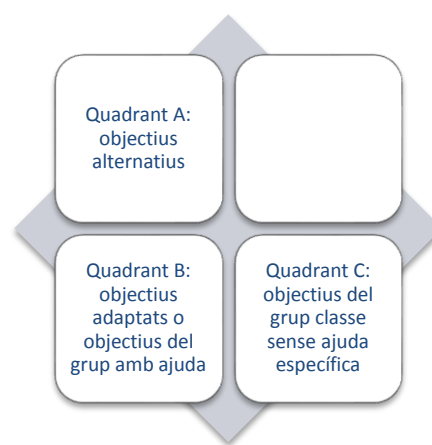 Quadrant A:
objectius
alternatius
Quadrant B:
objectius
adaptats o
objectius del
grup amb ajuda
Quadrant C:
objectius del
grup classe
sense ajuda
específica